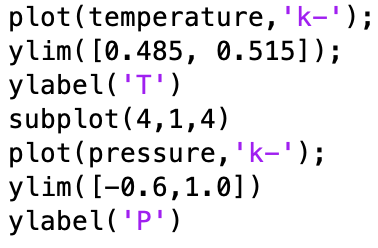 plot(temperature,'k-');
ylim([0.485, 0.515]);
ylabel('T')
subplot(4,1,4)
plot(pressure,'k-');
ylim([-0.6,1.0])
ylabel('P')